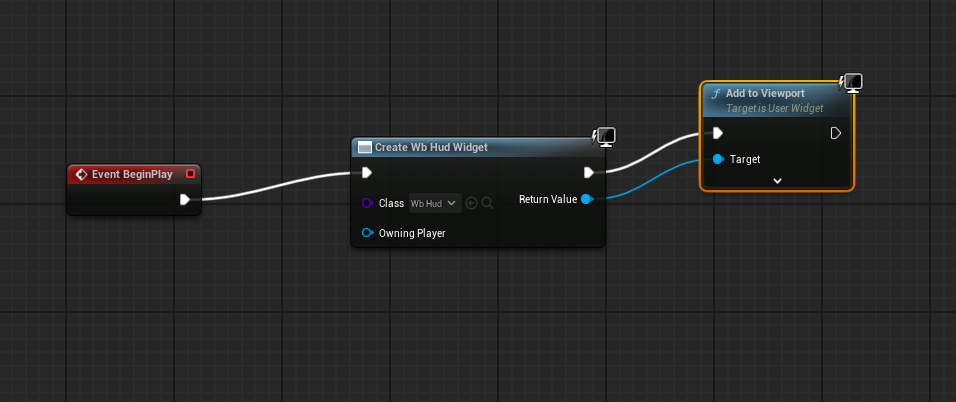 Event BeginPlay
Create Wb Hud Widget
Class
Wb Hud
Return Value
Owning Player
f
Add to Viewport
Target is User Widget
Target